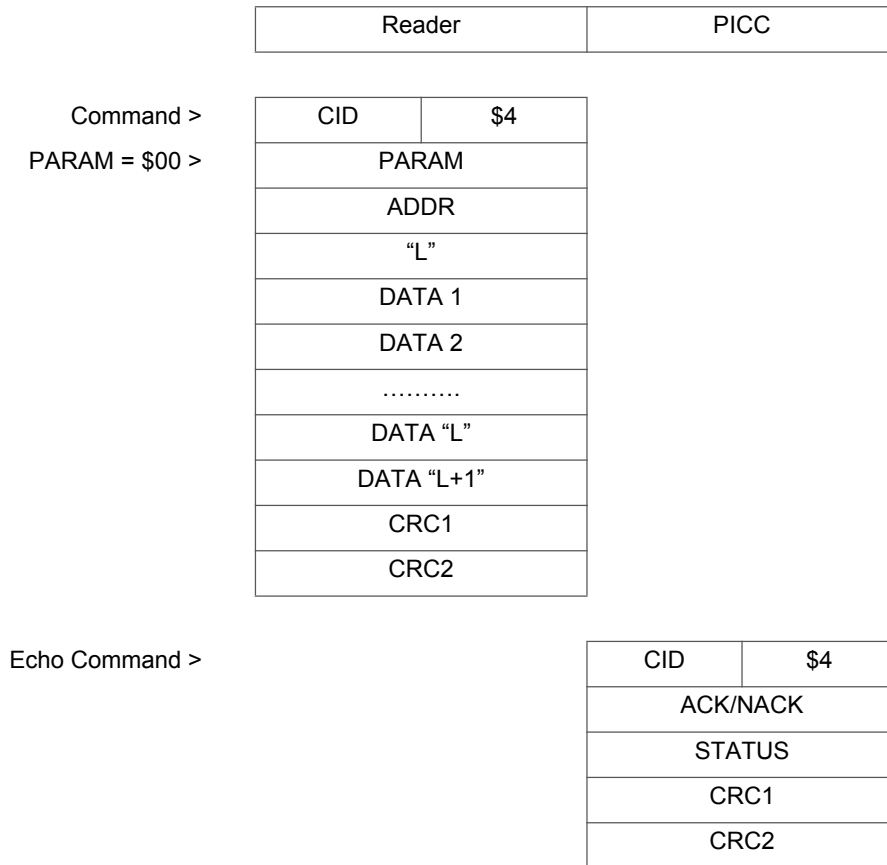 Reader PICC
Command > CID $4
PARAM = $00 > PARAM
ADDR
“L”
DATA 1
DATA 2
……….
DATA “L”
DATA “L+1”
CRC1
CRC2
Echo Command > CID $4
ACK/NACK
STATUS
CRC1
CRC2